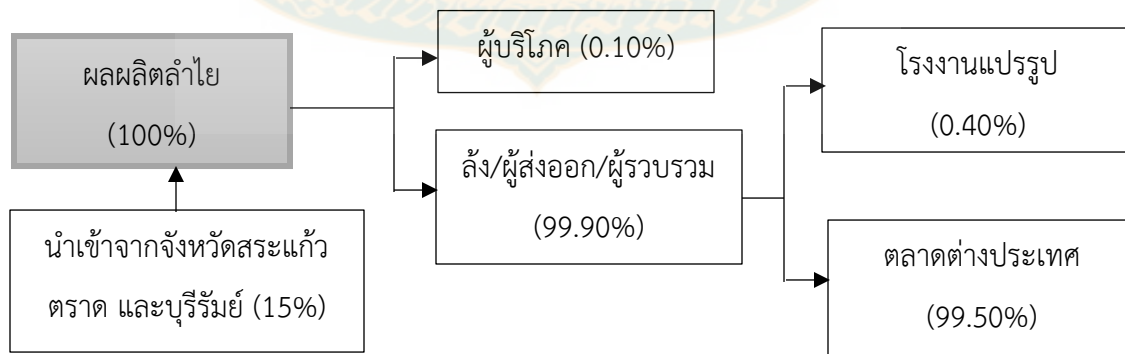 ผลผลิตลำไย
(100%)
นำเข้าจากจังหวัดสระแก้ว
ตราด และบุรีรัมย์ (15%)
ผู้บริโภค (0.10%)
ล้ง/ผู้ส่งออก/ผู้รวบรวม
(99.90%)
โรงงานแปรรูป
(0.40%)
ตลาดต่างประเทศ
(99.50%)